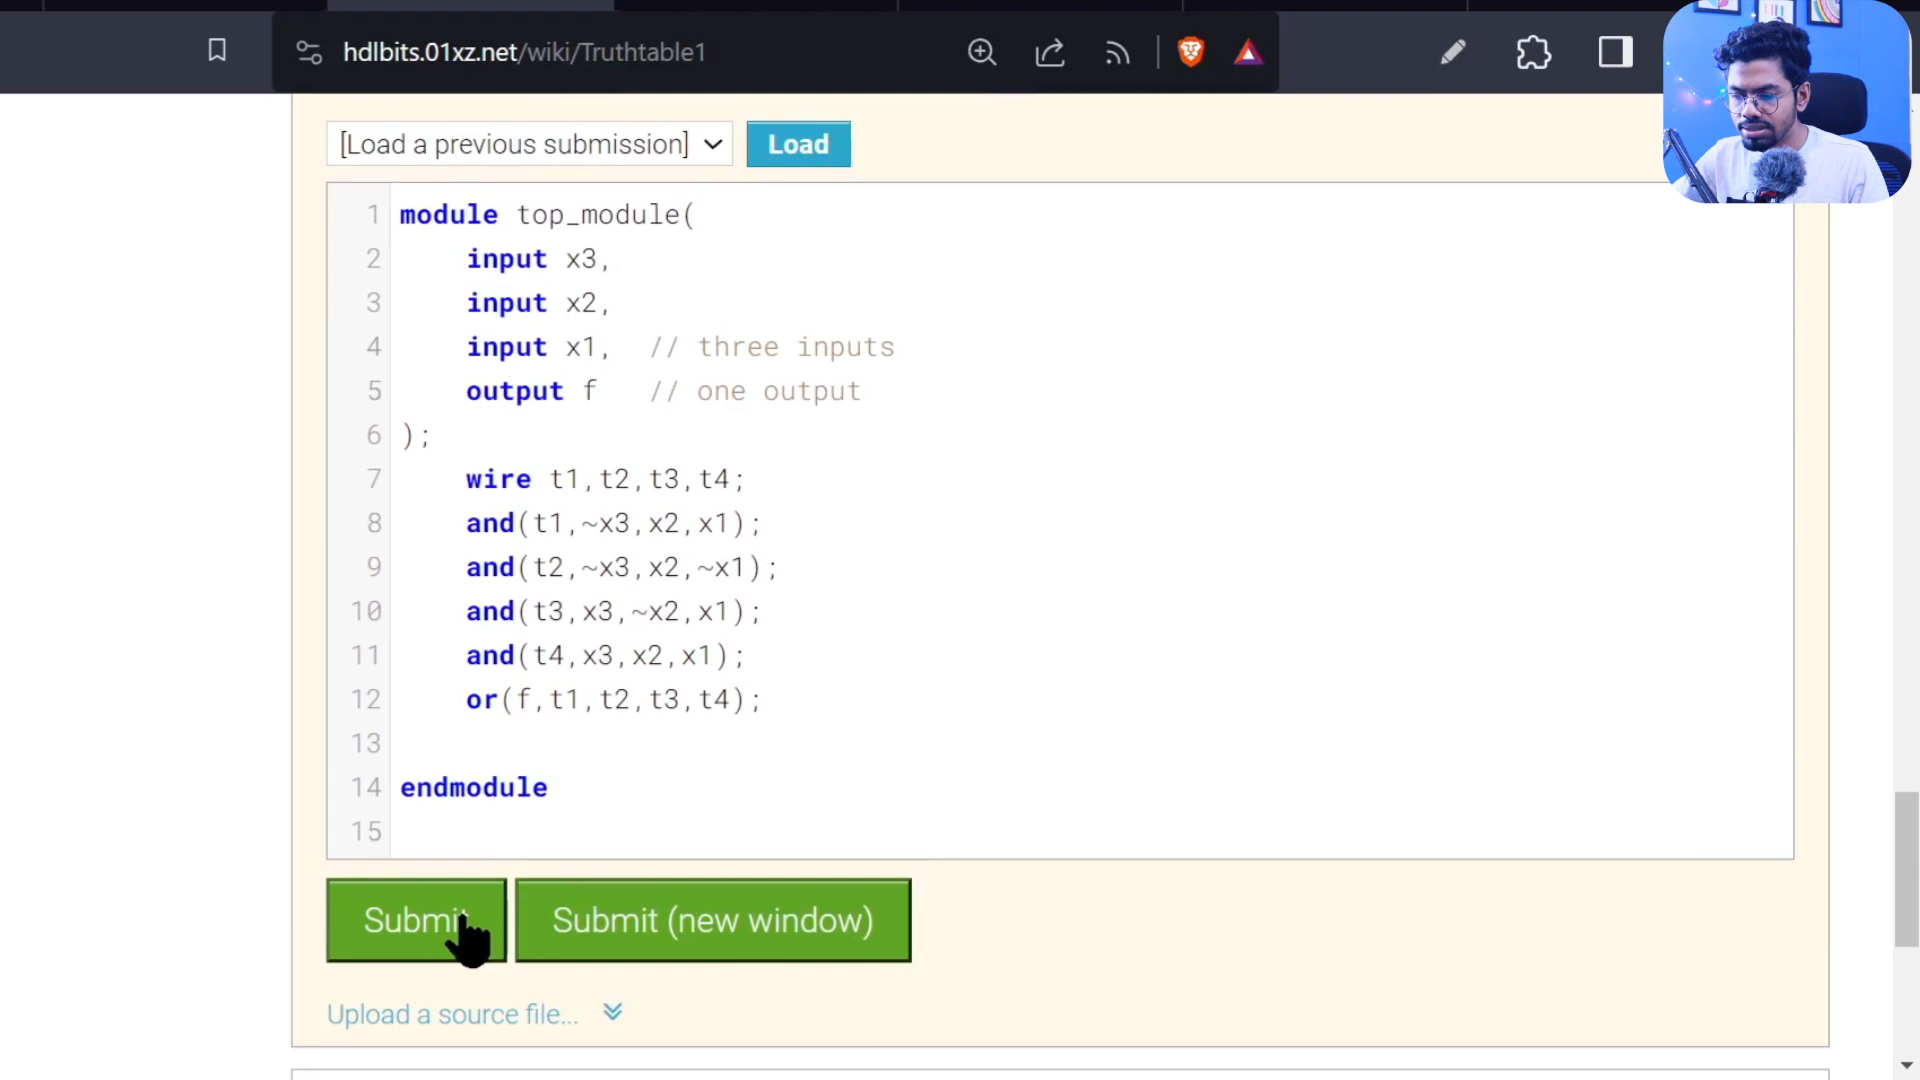 hdlbits.01xz.net/wiki/Truthtable1
[Load a previous submission] Load
1 module top_module(
2 input x3,
3 input x2,
4 input x1, // three inputs
5 output f // one output
6 );
7 wire t1,t2,t3,t4;
8 and(t1,~x3,x2,x1);
9 and(t2,~x3,x2,~x1);
10 and(t3,x3,~x2,x1);
11 and(t4,x3,x2,x1);
12 or(f,t1,t2,t3,t4);
13
14 endmodule
15
Submit Submit (new window)
Upload a source file...